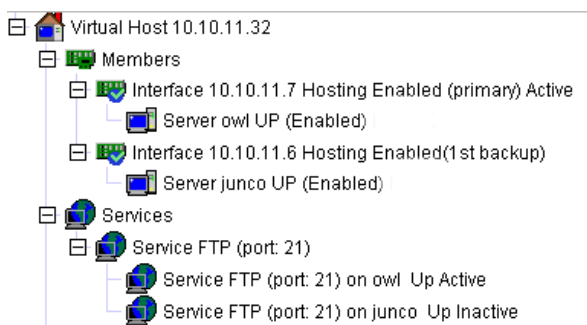 Virtual Host 10.10.11.32
Members
Interface 10.10.11.7 Hosting Enabled (primary) Active
Server owl UP (Enabled)
Interface 10.10.11.6 Hosting Enabled(1st backup)
Server junco UP (Enabled)
Services
Service FTP (port: 21)
Service FTP (port: 21) on owl Up Active
Service FTP (port: 21) on junco Up Inactive